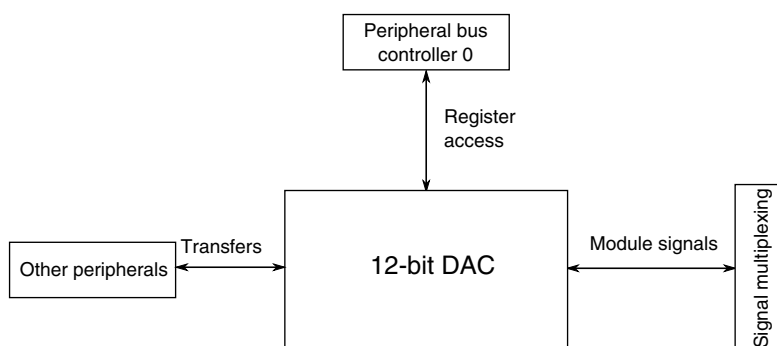 Peripheral bus
controller 0
Register
access
Transfers
Other peripherals
12-bit DAC
Module signals
Signal multiplexing